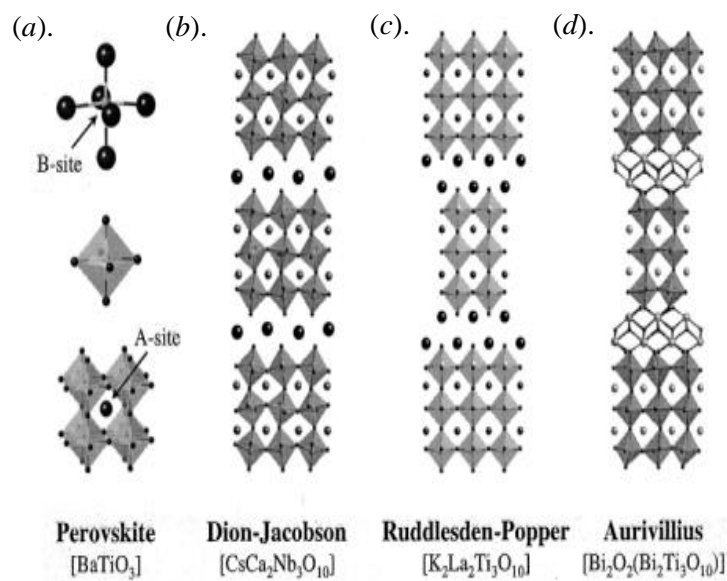 (a). (b). (c). (d).
B-site
A-site
Perovskite Dion-Jacobson Ruddlesden-Popper Aurivillius
[BaTiO₃] [CsCa₂Nb₃O₁₀] [K₂La₂Ti₃O₁₀] [Bi₂O₂(Bi₂Ti₃O₁₀)]